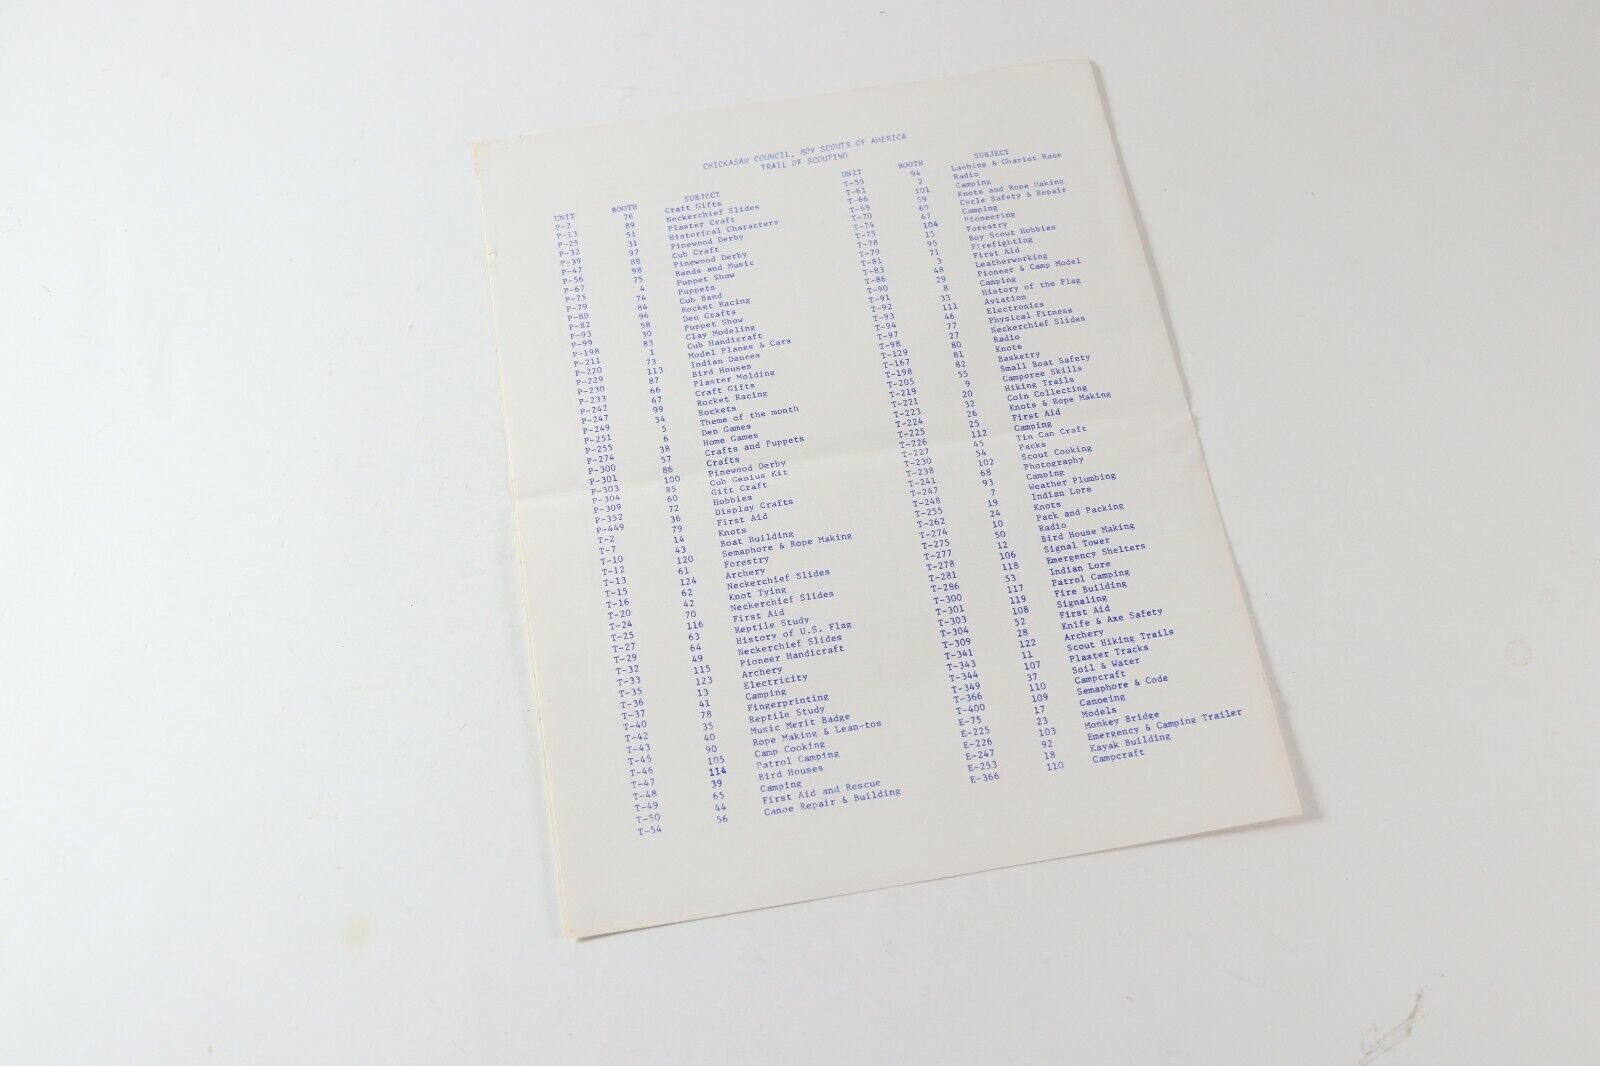 CHICKASAW COUNCIL, BOY SCOUTS OF AMERICA
TRAIL OF SCOUTING
UNIT BOOTH SUBJECT
P-2 76 Craft Gifts
P-13 89 Neckerchief Slides
P-25 51 Plaster Craft
P-32 31 Historical Characters
P-39 97 Pinewood Derby
P-47 88 Cub Craft
P-56 98 Pinewood Derby
P-67 75 Bands and Music
P-75 4 Puppet Show
P-79 74 Puppets
P-80 84 Cub Band
P-82 96 Rocket Racing
P-93 58 Den Crafts
P-99 30 Puppet Show
P-198 83 Clay Modeling
P-211 1 Cub Handicraft
P-220 73 Model Planes & Cars
P-229 113 Indian Dances
P-230 87 Bird Houses
P-233 66 Plaster Molding
P-242 67 Craft Gifts
P-247 99 Rocket Racing
P-249 34 Rockets
P-251 5 Theme of the month
P-255 6 Den Games
P-274 38 Home Games
P-300 57 Crafts and Puppets
P-301 86 Crafts
P-303 100 Pinewood Derby
P-304 85 Cub Genius Kit
P-309 60 Gift Craft
P-352 72 Hobbies
P-449 36 Display Crafts
T-2 79 First Aid
T-7 14 Knots
T-10 43 Boat Building
T-12 120 Semaphore & Rope Making
T-13 61 Forestry
T-15 124 Archery
T-16 62 Neckerchief Slides
T-20 42 Knot Tying
T-24 70 Neckerchief Slides
T-25 116 First Aid
T-27 63 Reptile Study
T-29 64 History of U.S. Flag
T-32 49 Neckerchief Slides
T-33 115 Pioneer Handicraft
T-35 123 Archery
T-36 13 Electricity
T-37 41 Camping
T-40 78 Fingerprinting
T-42 35 Reptile Study
T-43 40 Music Merit Badge
T-45 90 Rope Making & Lean-tos
T-46 105 Camp Cooking
T-47 114 Patrol Camping
T-48 39 Bird Houses
T-49 65 Camping
T-50 44 First Aid and Rescue
T-54 56 Canoe Repair & Building
UNIT BOOTH SUBJECT
T-55 94 Lashing & Chariot Race
T-61 2 Radio
T-66 101 Camping
T-69 59 Knots and Rope Making
T-70 69 Cycle Safety & Repair
T-74 47 Camping
T-75 104 Pioneering
T-78 15 Forestry
T-79 95 Boy Scout Hobbies
T-81 71 Firefighting
T-83 3 First Aid
T-86 48 Leatherworking
T-90 29 Pioneer & Camp Model
T-91 8 Camping
T-92 33 History of the Flag
T-93 111 Aviation
T-94 46 Electronics
T-97 77 Physical Fitness
T-98 27 Neckerchief Slides
T-129 80 Radio
T-167 81 Knots
T-198 82 Basketry
T-205 55 Small Boat Safety
T-219 9 Camporee Skills
T-221 20 Hiking Trails
T-223 32 Coin Collecting
T-224 26 Knots & Rope Making
T-225 25 First Aid
T-226 112 Camping
T-227 45 Tin Can Craft
T-230 54 Packs
T-238 102 Scout Cooking
T-241 68 Photography
T-247 93 Camping
T-248 7 Weather Plumbing
T-255 19 Indian Lore
T-262 24 Knots
T-274 10 Pack and Packing
T-275 50 Radio
T-277 12 Bird House Making
T-278 106 Signal Tower
T-281 118 Emergency Shelters
T-286 53 Indian Lore
T-300 117 Patrol Camping
T-301 119 Fire Building
T-303 108 Signaling
T-304 52 First Aid
T-309 28 Knife & Axe Safety
T-341 122 Archery
T-343 11 Scout Hiking Trails
T-344 107 Plaster Tracks
T-349 37 Soil & Water
T-366 110 Campcraft
T-400 109 Semaphore & Code
E-75 17 Canoeing
E-225 23 Models
E-226 103 Monkey Bridge
E-247 92 Emergency & Camping Trailer
E-253 18 Kayak Building
E-366 110 Campcraft